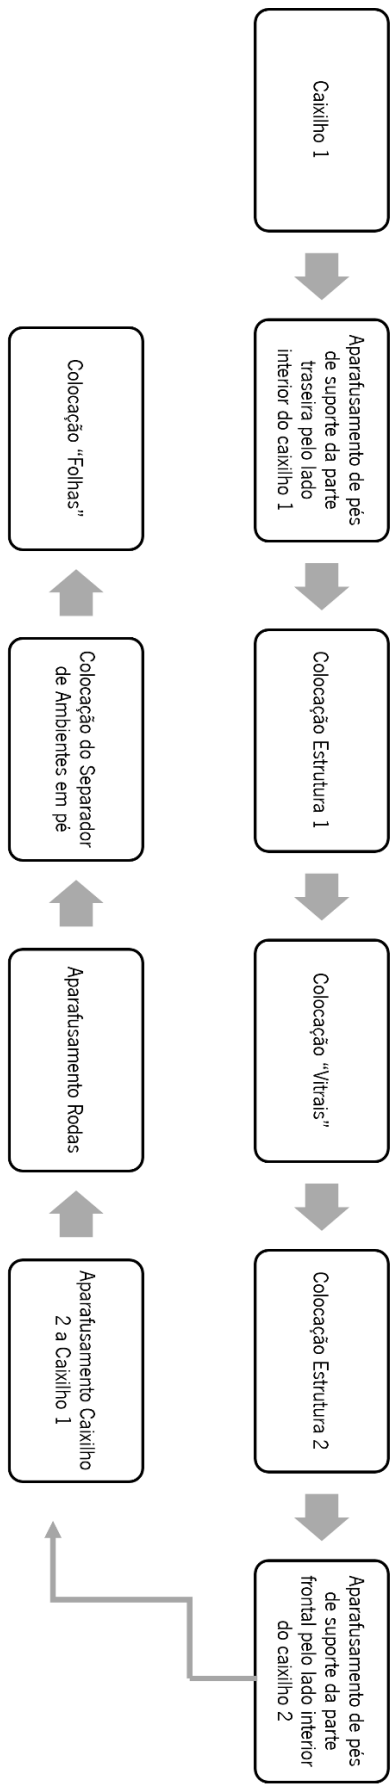 Caixilho 1
Aparafusamento de pés
de suporte da parte
traseira pelo lado
interior do caixilho 1
Colocação Estrutura 1
Colocação “Vitrais”
Colocação Estrutura 2
Aparafusamento de pés
de suporte da parte
frontal pelo lado interior
do caixilho 2
Aparafusamento Caixilho
2 a Caixilho 1
Aparafusamento Rodas
Colocação do Separador
de Ambientes em pé
Colocação “Folhas”